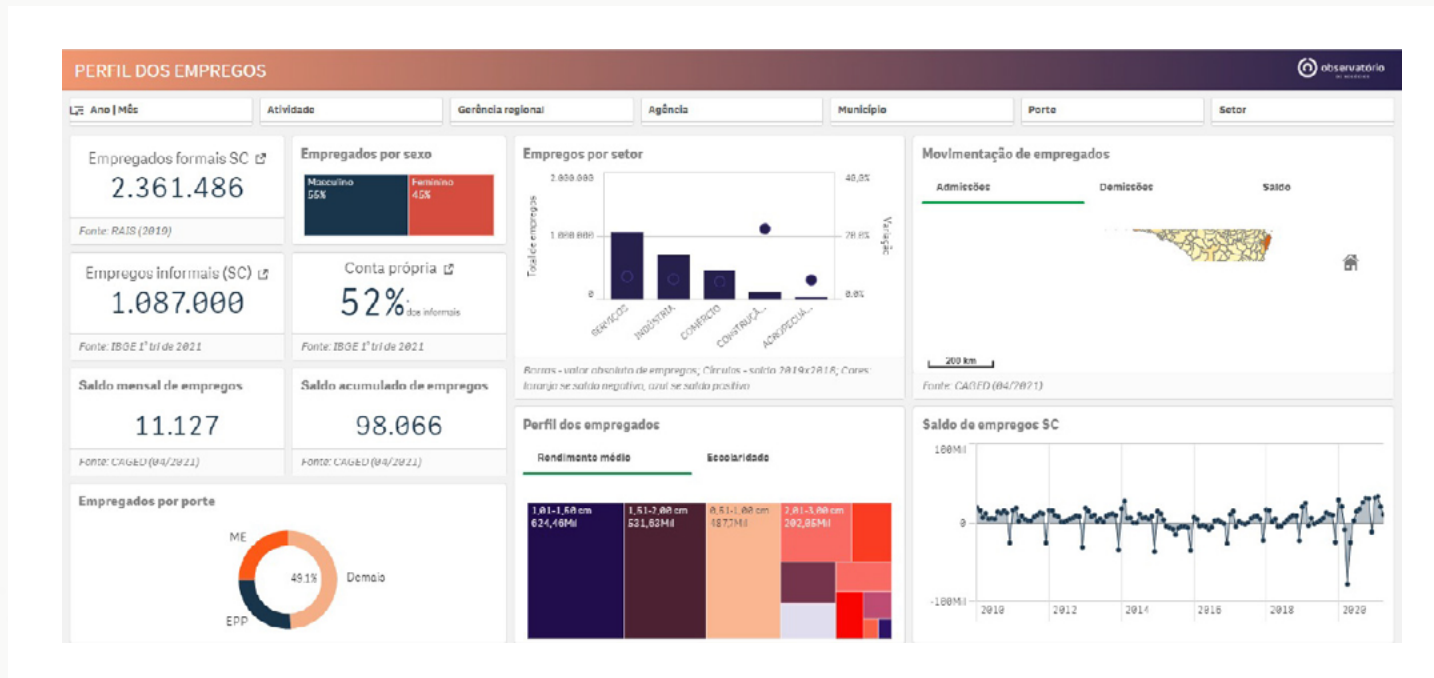 PERFIL DOS EMPREGOS
observatório
Ano | Mês
Atividade
Gerência regional
Agência
Município
Porte
Setor
Empregados formais SC
2.361.486
Fonte: RAIS (2019)
Empregados por sexo
Masculino
55%
Feminino
45%
Empregos informais (SC)
1.087.000
Fonte: IBGE 1º tri de 2021
Conta própria
52% dos informais
Fonte: IBGE 1º tri de 2021
Saldo mensal de empregos
11.127
Fonte: CAGED (04/2021)
Saldo acumulado de empregos
98.066
Fonte: CAGED (04/2021)
Empregados por porte
ME
49.1%
Demais
EPP
Empregos por setor
2.000.000
1.000.000
0
Total de empregos
40,0%
20.0%
0.0%
Variação
SERVIÇOS
INDÚSTRIA
COMÉRCIO
CONSTRUÇÃ...
AGROPECUÁ...
Barras - valor absoluto de empregos; Círculos - saldo 2019x2018; Cores:
laranja se saldo negativo, azul se saldo positivo
Perfil dos empregados
Rendimento médio
Escolaridade
1,01-1,50 sm
624,46Mil
1,51-2,00 sm
531,63Mil
0,51-1,00 sm
487,7Mil
2,01-3,00 sm
292,05Mil
Movimentação de empregados
Admissões
Demissões
Saldo
200 km
Fonte: CAGED (04/2021)
Saldo de empregos SC
100Mil
0
-100Mil
2010
2012
2014
2016
2018
2020